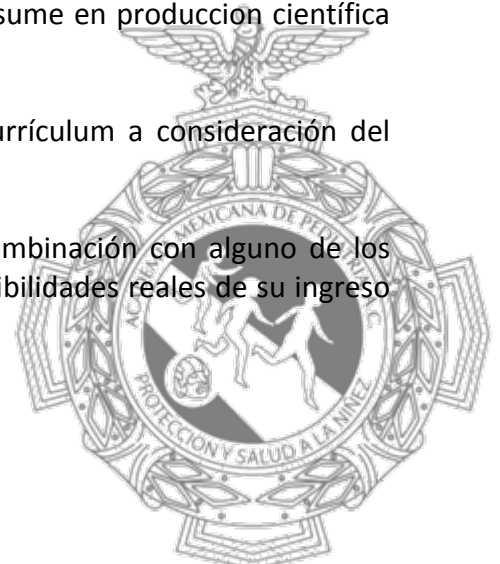 sume en produccion científica
urrículum a consideración del
mbinación con alguno de los
ibilidades reales de su ingreso
MEXICANA DE
PROTECCIÓN Y SALUD A LA NIÑEZ